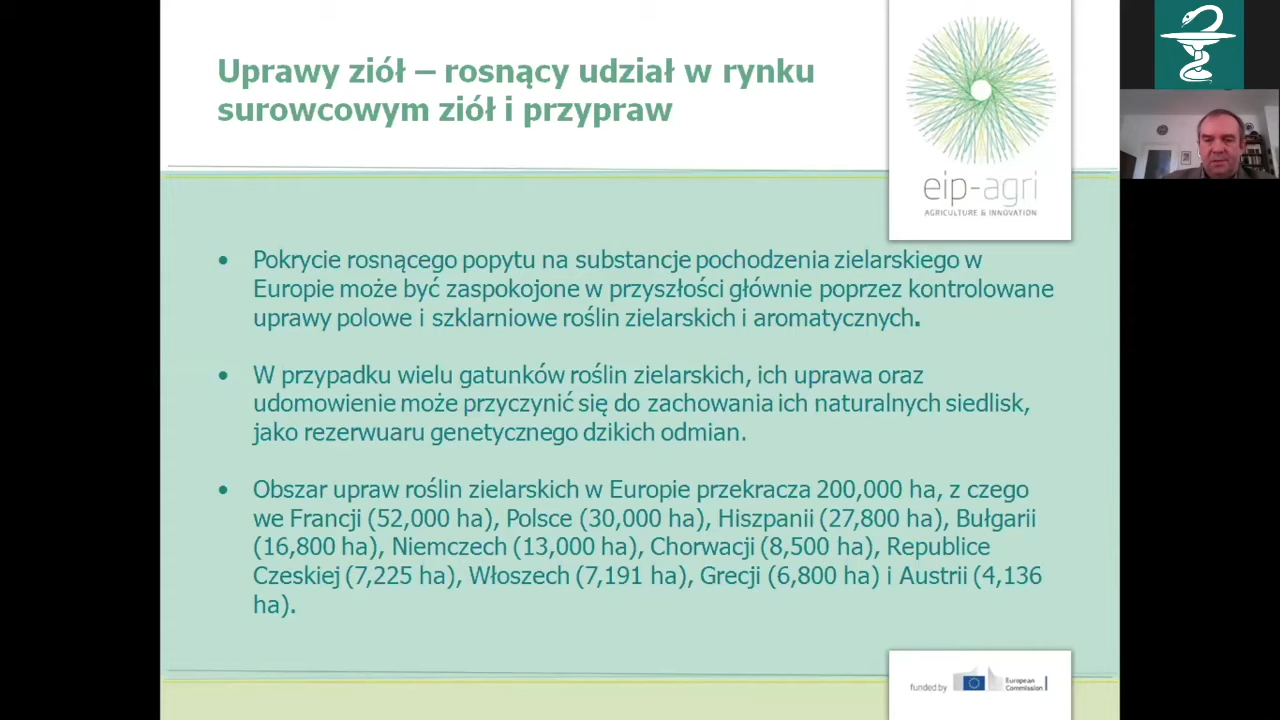 Uprawy ziół – rosnący udział w rynku
surowcowym ziół i przypraw
eip-agri
AGRICULTURE & INNOVATION
• Pokrycie rosnącego popytu na substancje pochodzenia zielarskiego w
Europie może być zaspokojone w przyszłości głównie poprzez kontrolowane
uprawy polowe i szklarniowe roślin zielarskich i aromatycznych.
• W przypadku wielu gatunków roślin zielarskich, ich uprawa oraz
udomowienie może przyczynić się do zachowania ich naturalnych siedlisk,
jako rezerwuaru genetycznego dzikich odmian.
• Obszar upraw roślin zielarskich w Europie przekracza 200,000 ha, z czego
we Francji (52,000 ha), Polsce (30,000 ha), Hiszpanii (27,800 ha), Bułgarii
(16,800 ha), Niemczech (13,000 ha), Chorwacji (8,500 ha), Republice
Czeskiej (7,225 ha), Włoszech (7,191 ha), Grecji (6,800 ha) i Austrii (4,136
ha).
funded by
European
Commission